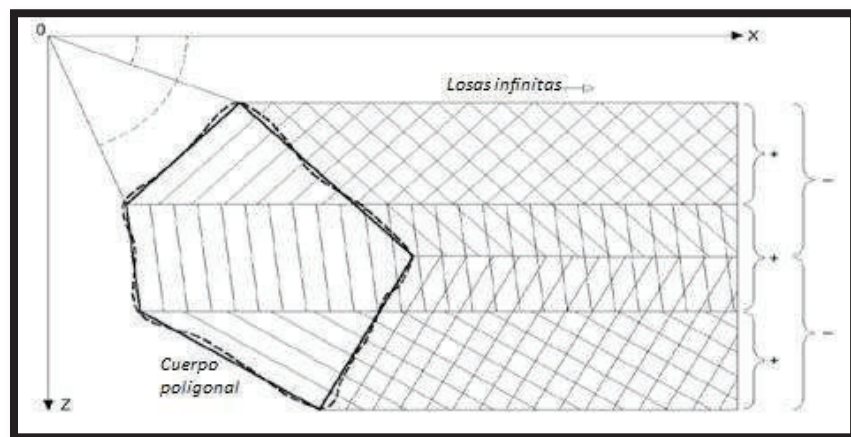 0
X
Losas infinitas
+
−
+
+
−
Cuerpo
poligonal
Z